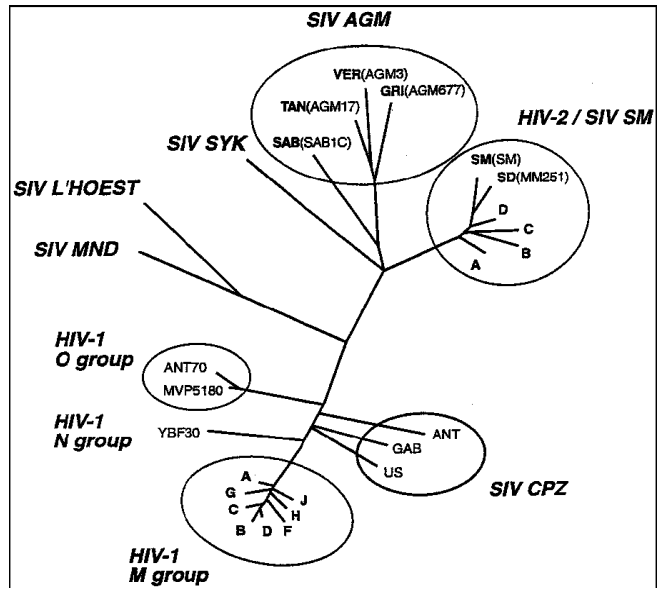 SIV AGM
VER(AGM3)
GRI(AGM677)
TAN(AGM17)
HIV-2 / SIV SM
SAB(SAB1C)
SIV SYK
SM(SM)
SD(MM251)
SIV L'HOEST
D
C
SIV MND
B
A
HIV-1
O group
ANT70
MVP5180
HIV-1
N group
YBF30
ANT
GAB
US
SIV CPZ
A
G
J
C
H
B
D
F
HIV-1
M group